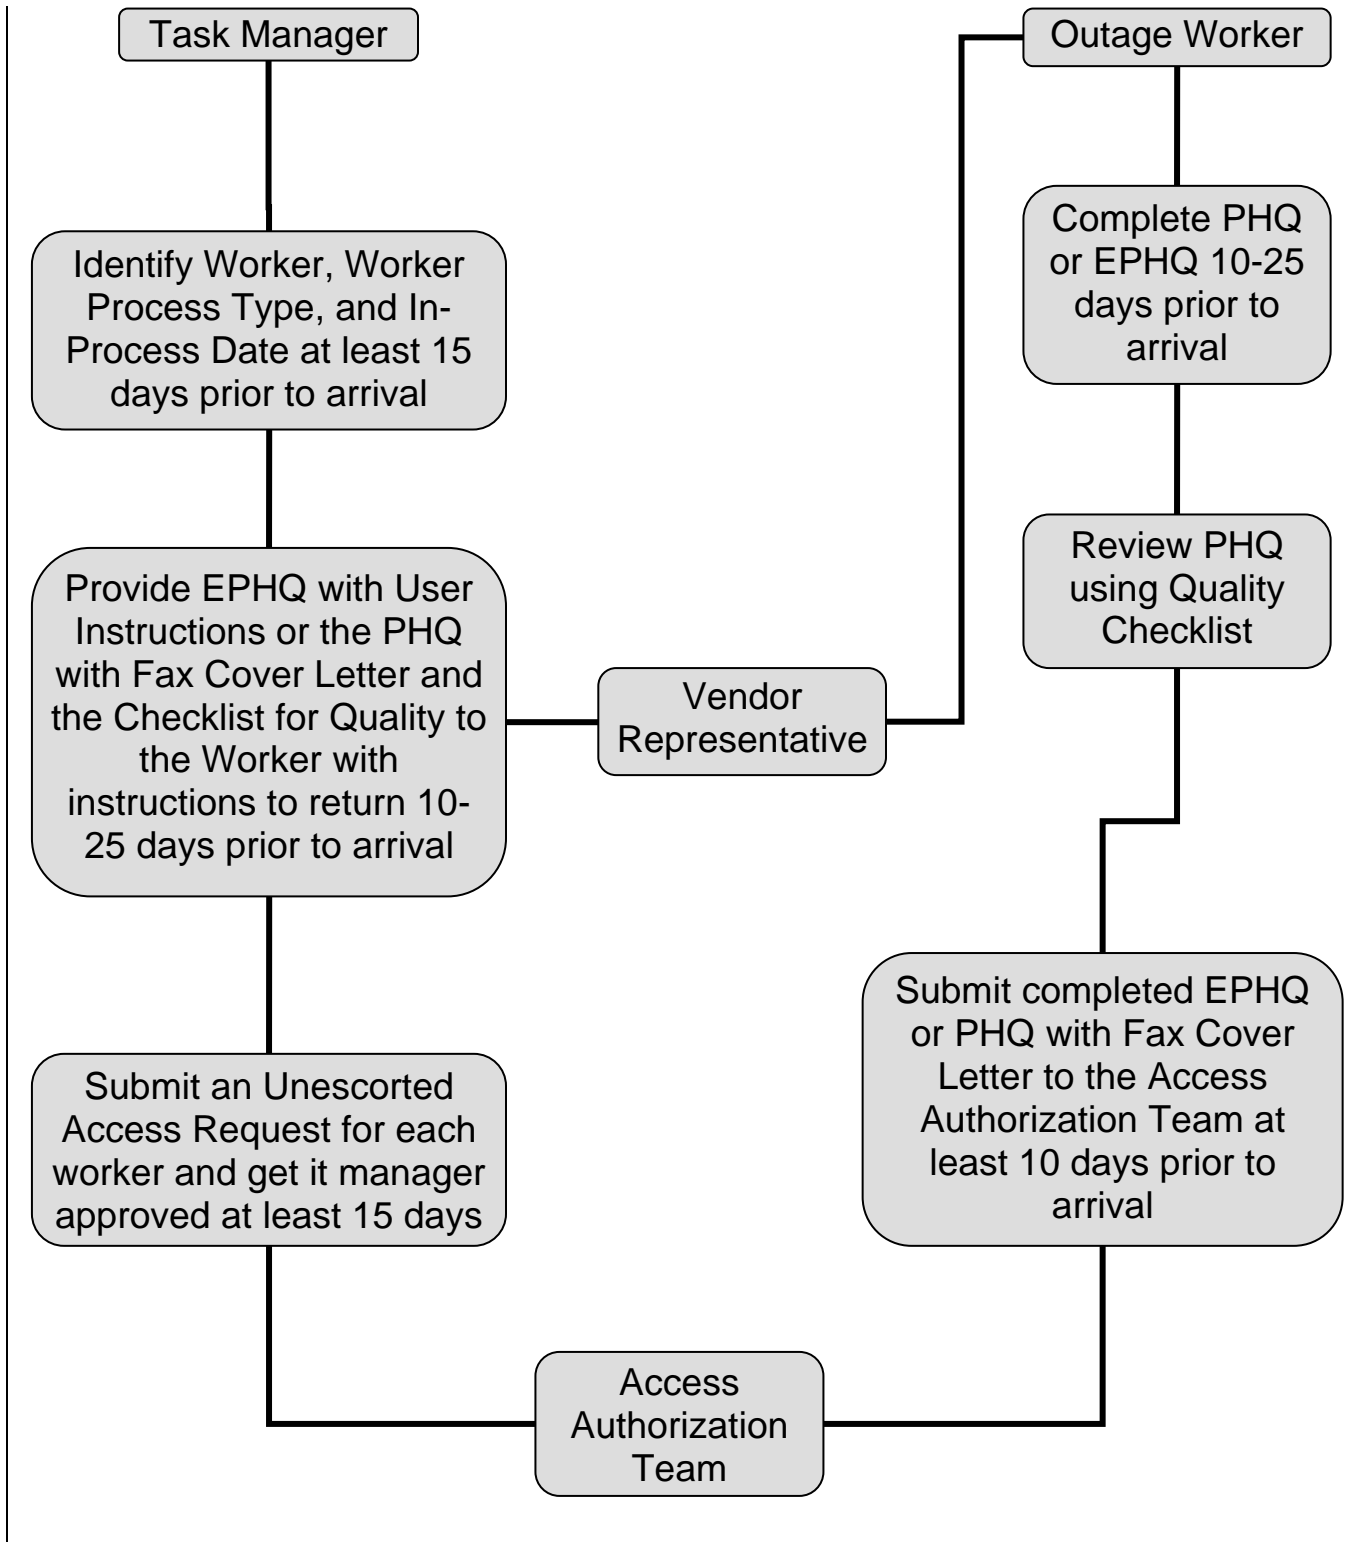 Task Manager
Identify Worker, Worker
Process Type, and In-
Process Date at least 15
days prior to arrival
Provide EPHQ with User
Instructions or the PHQ
with Fax Cover Letter and
the Checklist for Quality to
the Worker with
instructions to return 10-
25 days prior to arrival
Submit an Unescorted
Access Request for each
worker and get it manager
approved at least 15 days
Vendor
Representative
Outage Worker
Complete PHQ
or EPHQ 10-25
days prior to
arrival
Review PHQ
using Quality
Checklist
Submit completed EPHQ
or PHQ with Fax Cover
Letter to the Access
Authorization Team at
least 10 days prior to
arrival
Access
Authorization
Team